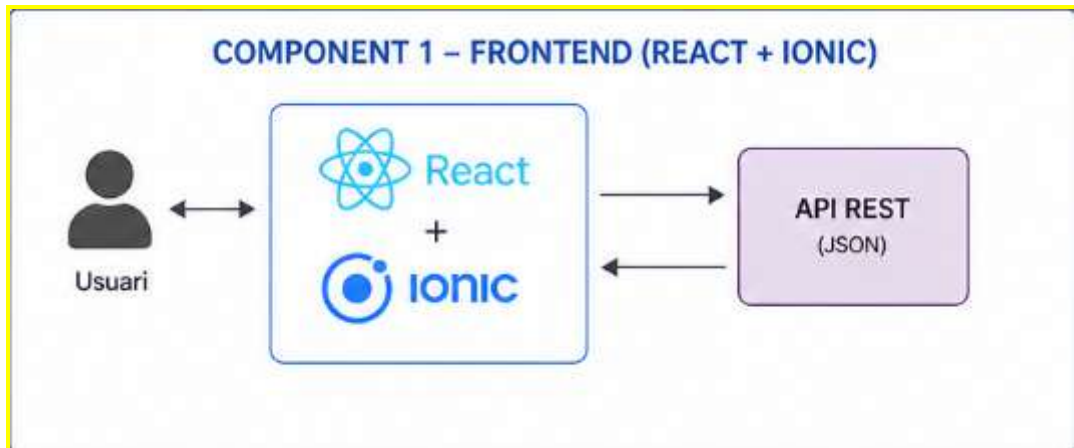 COMPONENT 1 – FRONTEND (REACT + IONIC)
Usuari
React
+
IONIC
API REST
(JSON)